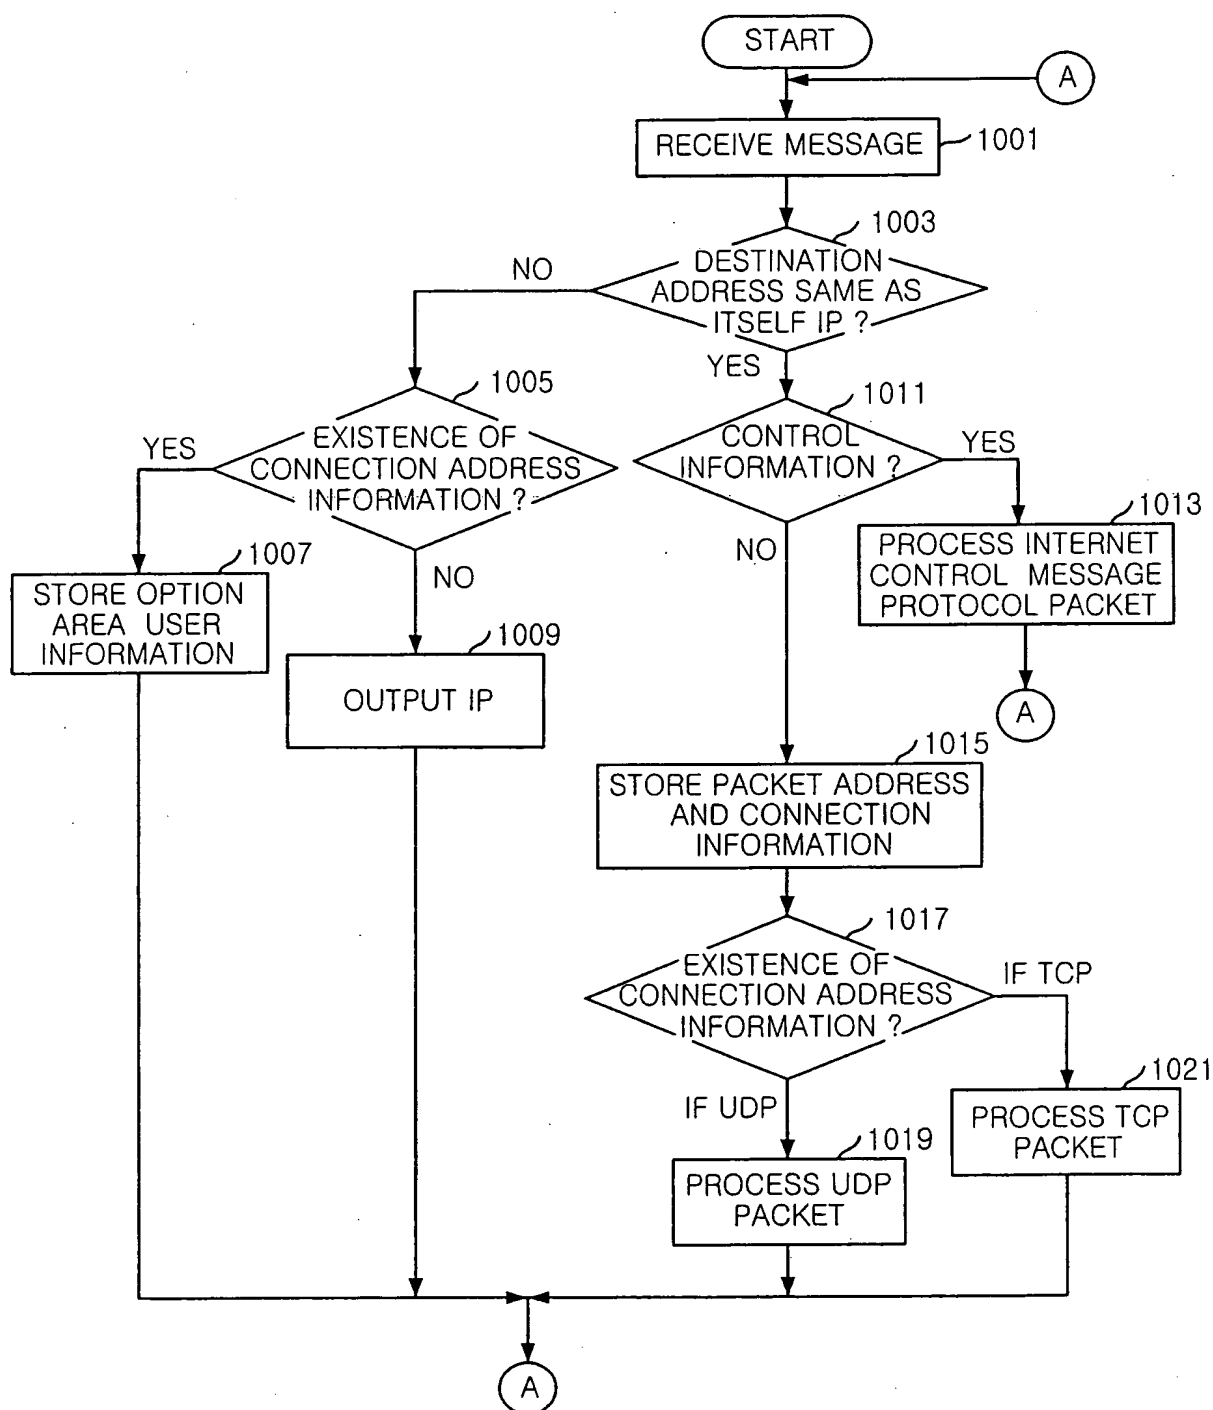 START
A
RECEIVE MESSAGE
1001
1003
DESTINATION
ADDRESS SAME AS
ITSELF IP ?
NO
YES
1005
EXISTENCE OF
CONNECTION ADDRESS
INFORMATION ?
YES
NO
1011
CONTROL
INFORMATION ?
YES
NO
1013
PROCESS INTERNET
CONTROL MESSAGE
PROTOCOL PACKET
A
1007
STORE OPTION
AREA USER
INFORMATION
1009
OUTPUT IP
1015
STORE PACKET ADDRESS
AND CONNECTION
INFORMATION
1017
EXISTENCE OF
CONNECTION ADDRESS
INFORMATION ?
IF TCP
IF UDP
1021
PROCESS TCP
PACKET
1019
PROCESS UDP
PACKET
A